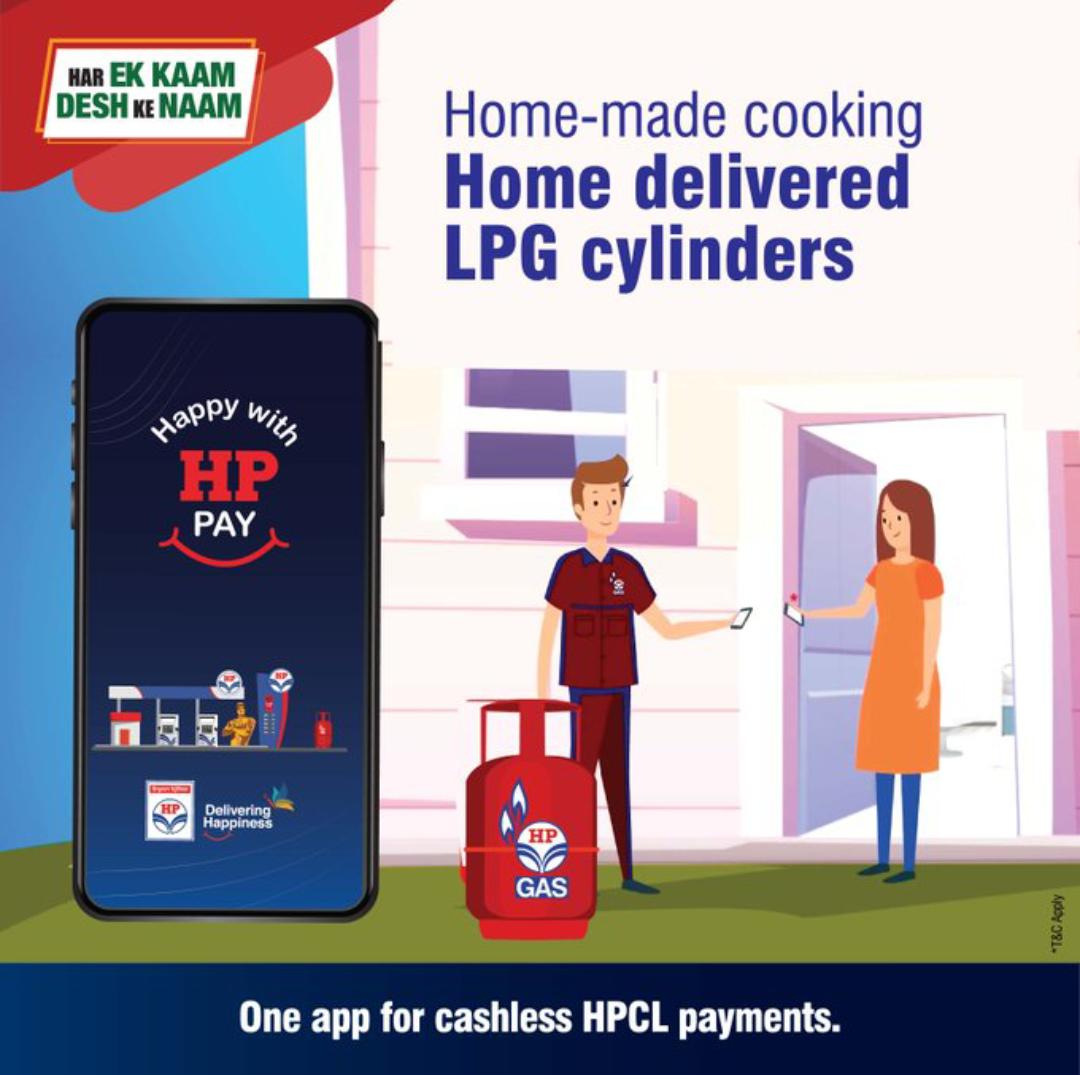 HAR EK KAAM
DESH KE NAAM
Home-made cooking
Home delivered
LPG cylinders
Happy with
HP
PAY
HP
HP
HP
Delivering
Happiness
GAS
HP
GAS
*T&C Apply
One app for cashless HPCL payments.